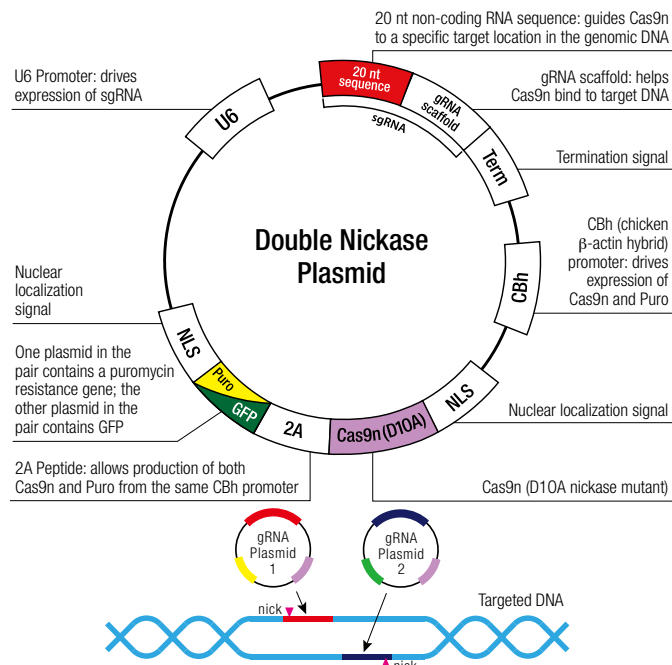 20 nt non-coding RNA sequence: guides Cas9n
to a specific target location in the genomic DNA
U6 Promoter: drives
expression of sgRNA
gRNA scaffold: helps
Cas9n bind to target DNA
20 nt
sequence
gRNA
scaffold
sgRNA
U6
Term
Termination signal
Double Nickase
Plasmid
CBh (chicken
β-actin hybrid)
promoter: drives
expression of
Cas9n and Puro
CBh
Nuclear
localization
signal
NLS
One plasmid in the
pair contains a puromycin
resistance gene; the
other plasmid in the
pair contains GFP
Puro
GFP
2A
Cas9n (D10A)
NLS
Nuclear localization signal
2A Peptide: allows production of both
Cas9n and Puro from the same CBh promoter
Cas9n (D10A nickase mutant)
gRNA
Plasmid
1
gRNA
Plasmid
2
nick
Targeted DNA
nick